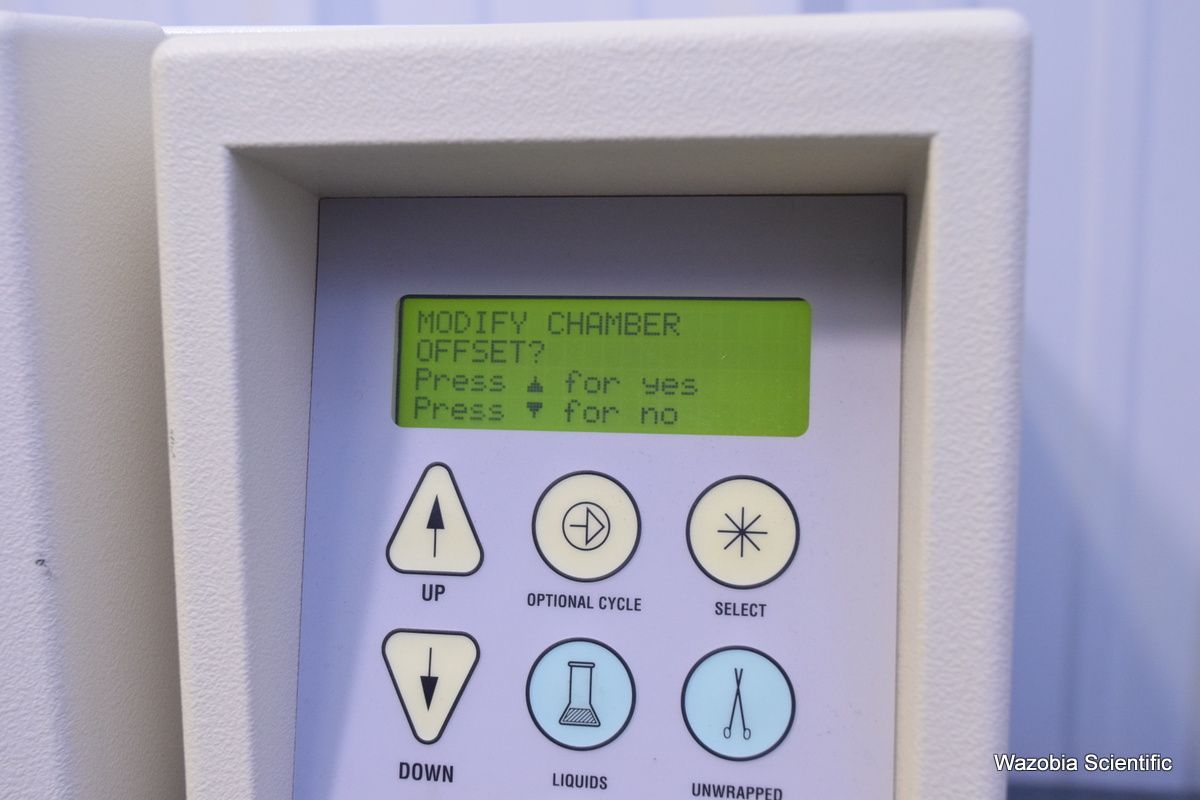 MODIFY CHAMBER
OFFSET?
Press ▲ for yes
Press ▼ for no
UP
OPTIONAL CYCLE
SELECT
DOWN
LIQUIDS
UNWRAPPED
Wazobia Scientific